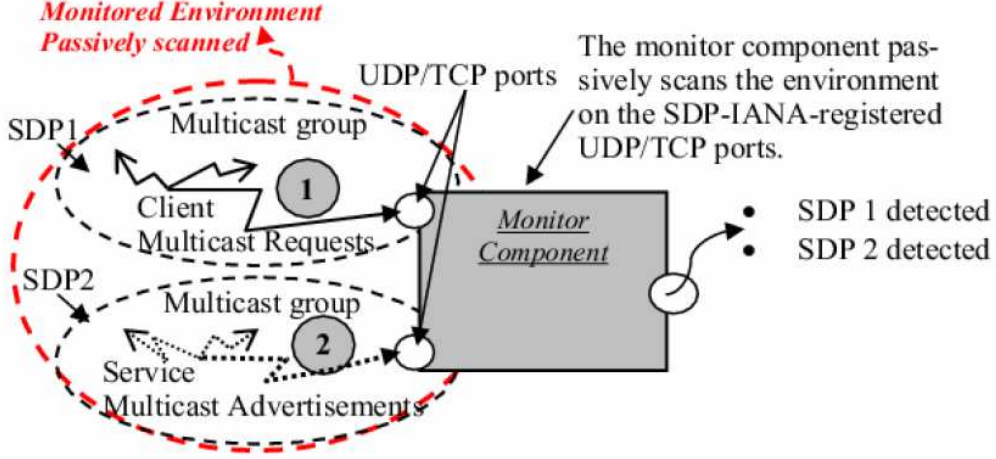 Monitored Environment
Passively scanned
UDP/TCP ports
The monitor component pas-
sively scans the environment
on the SDP-IANA-registered
UDP/TCP ports.
SDP1
Multicast group
1
Client
Multicast Requests
Monitor
Component
• SDP 1 detected
• SDP 2 detected
SDP2
Multicast group
2
Service
Multicast Advertisements